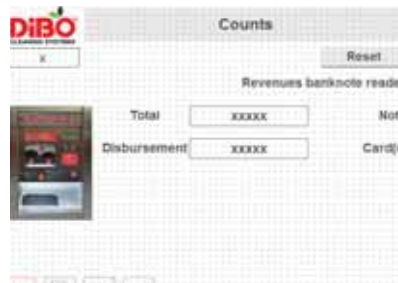 DiBO
CLEANING SYSTEMS
Counts
x
Reset
Revenues banknote reade
Total
xxxxx
Not
Disbursement
xxxxx
Card(